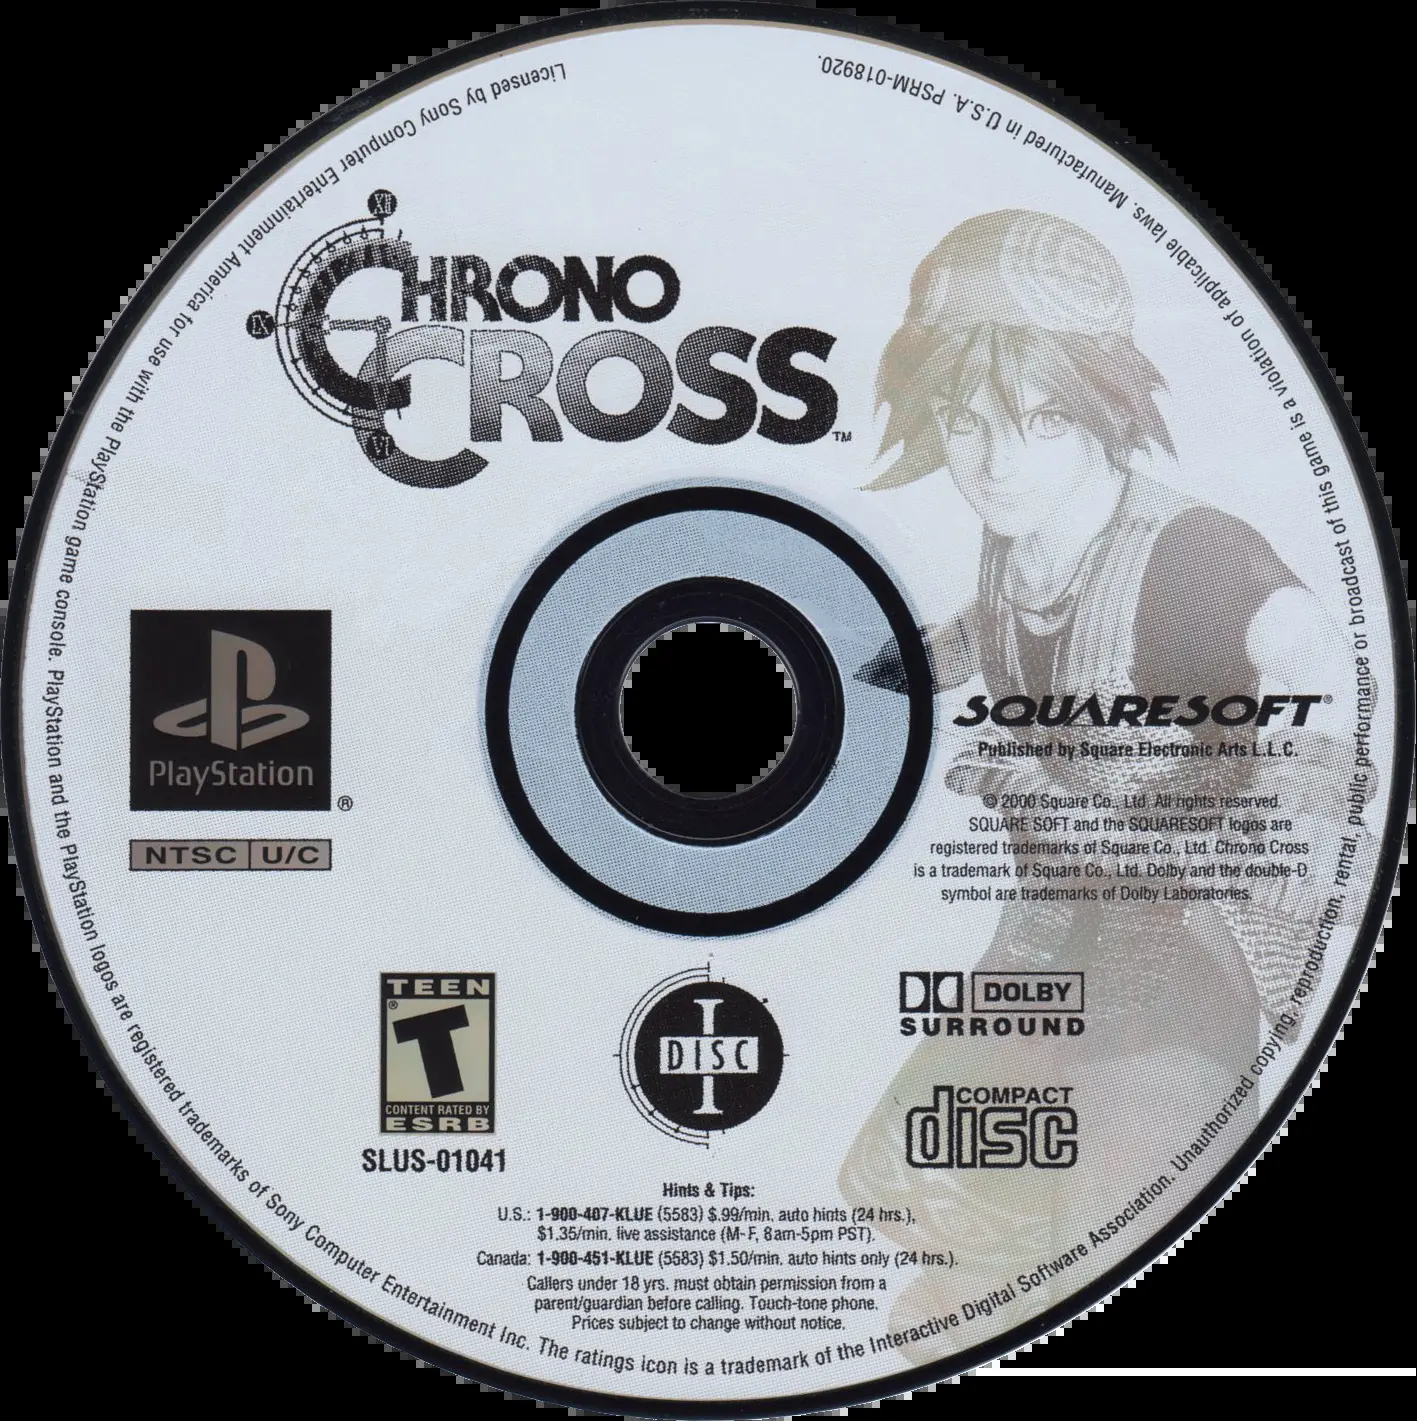 Licensed by Sony Computer Entertainment America for use with the PlayStation game console. PlayStation and the PlayStation logos are registered trademarks of Sony Computer Entertainment Inc. The ratings icon is a trademark of the Interactive Digital Software Association. Unauthorized copying, reproduction, rental, public performance or broadcast of this game is a violation of applicable laws. Manufactured in U.S.A. PSRM-018920.
XII
IX
VI
CHRONO
CROSS™
PlayStation
®
NTSC U/C
SQUARESOFT®
Published by Square Electronic Arts L.L.C.
© 2000 Square Co., Ltd. All rights reserved.
SQUARE SOFT and the SQUARESOFT logos are
registered trademarks of Square Co., Ltd. Chrono Cross
is a trademark of Square Co., Ltd. Dolby and the double-D
symbol are trademarks of Dolby Laboratories.
TEEN
®
T
CONTENT RATED BY
ESRB
SLUS-01041
I
DISC
1
DOLBY
SURROUND
COMPACT
disc
Hints & Tips:
U.S.: 1-900-407-KLUE (5583) $.99/min. auto hints (24 hrs.),
$1.35/min. live assistance (M-F, 8am-5pm PST).
Canada: 1-900-451-KLUE (5583) $1.50/min. auto hints only (24 hrs.).
Callers under 18 yrs. must obtain permission from a
parent/guardian before calling. Touch-tone phone.
Prices subject to change without notice.